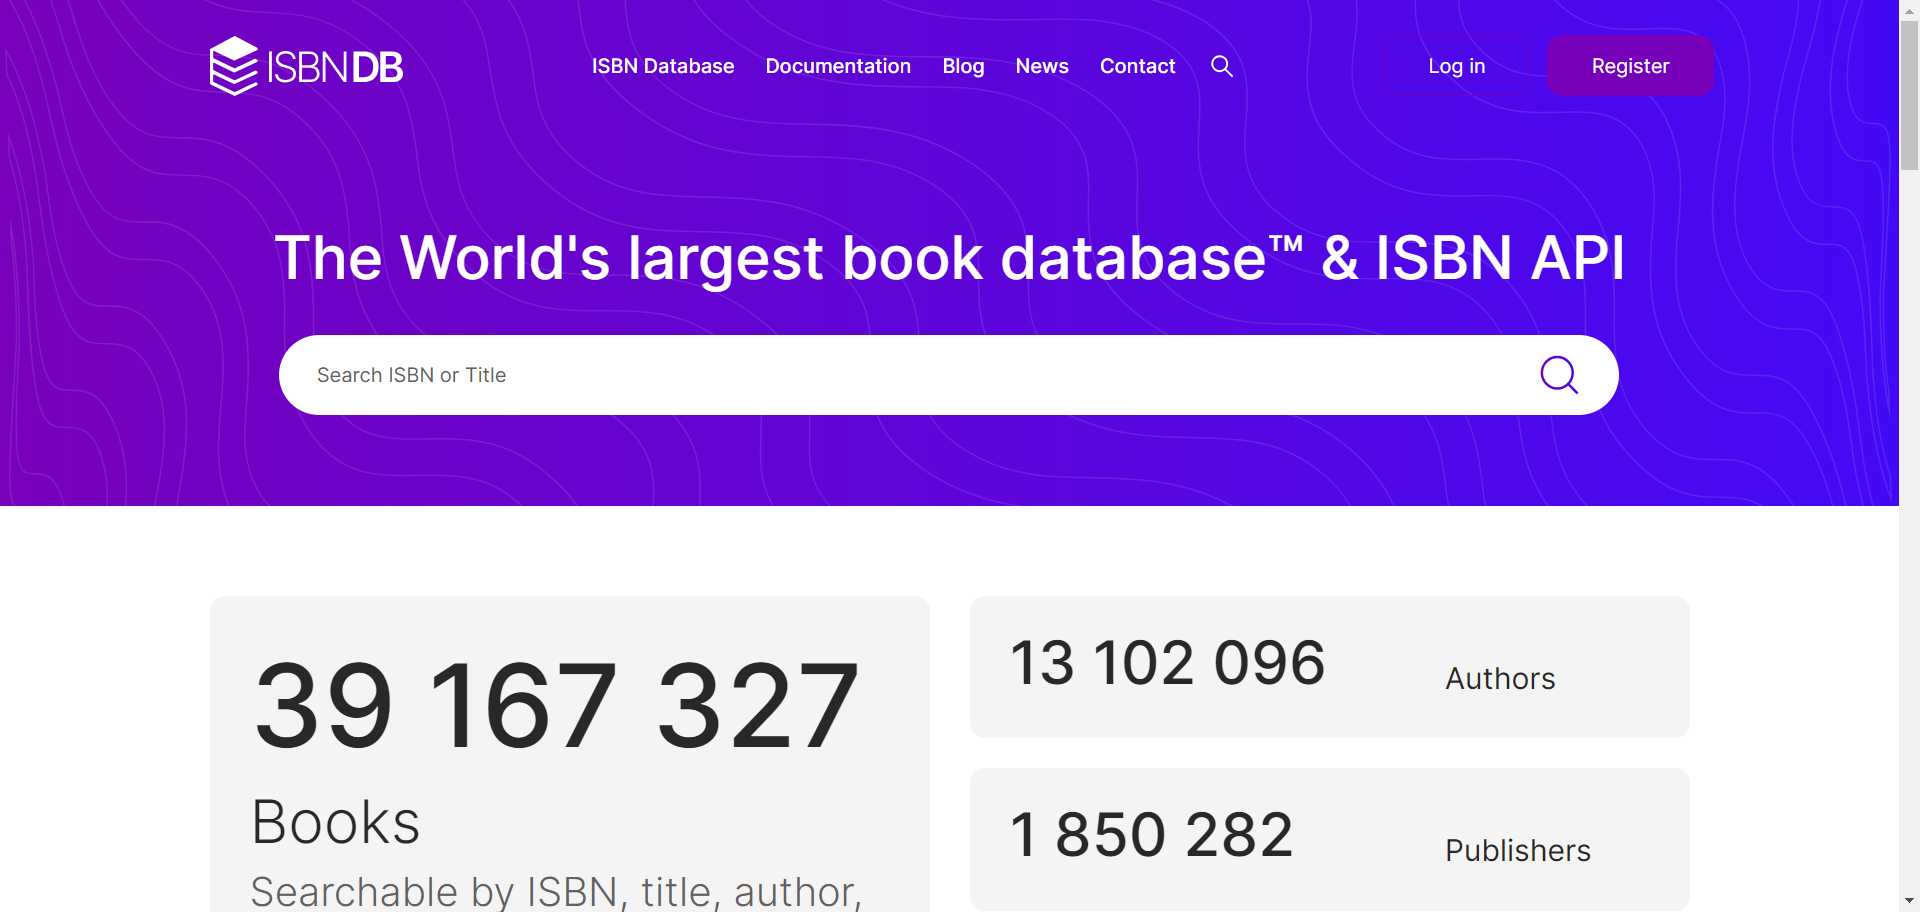 ISBNDB
ISBN Database Documentation Blog News Contact
Log in
Register
The World's largest book database™ & ISBN API
Search ISBN or Title
39 167 327
Books
Searchable by ISBN, title, author,
13 102 096
Authors
1 850 282
Publishers